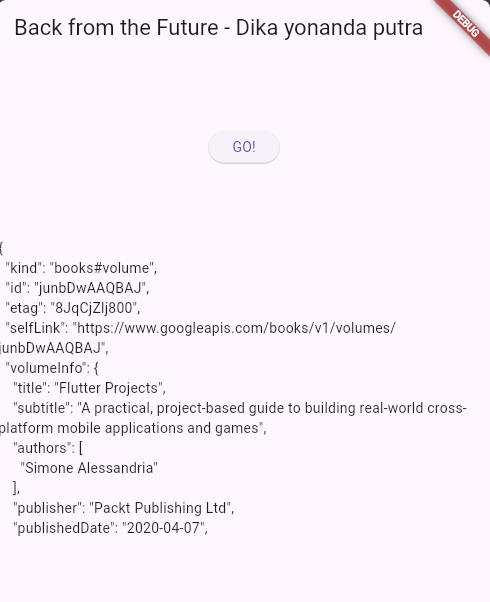 Back from the Future - Dika yonanda putra
DEBUG
GO!
{
"kind": "books#volume",
"id": "junbDwAAQBAJ",
"etag": "8JqCjZlj800",
"selfLink": "https://www.googleapis.com/books/v1/volumes/
junbDwAAQBAJ",
"volumeInfo": {
"title": "Flutter Projects",
"subtitle": "A practical, project-based guide to building real-world cross-
platform mobile applications and games",
"authors": [
"Simone Alessandria"
],
"publisher": "Packt Publishing Ltd",
"publishedDate": "2020-04-07",